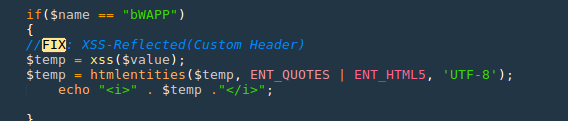 if($name == "bWAPP")
{
//FIX: XSS-Reflected(Custom Header)
$temp = xss($value);
$temp = htmlentities($temp, ENT_QUOTES | ENT_HTML5, 'UTF-8');
echo "<i>" . $temp ."</i>";
}